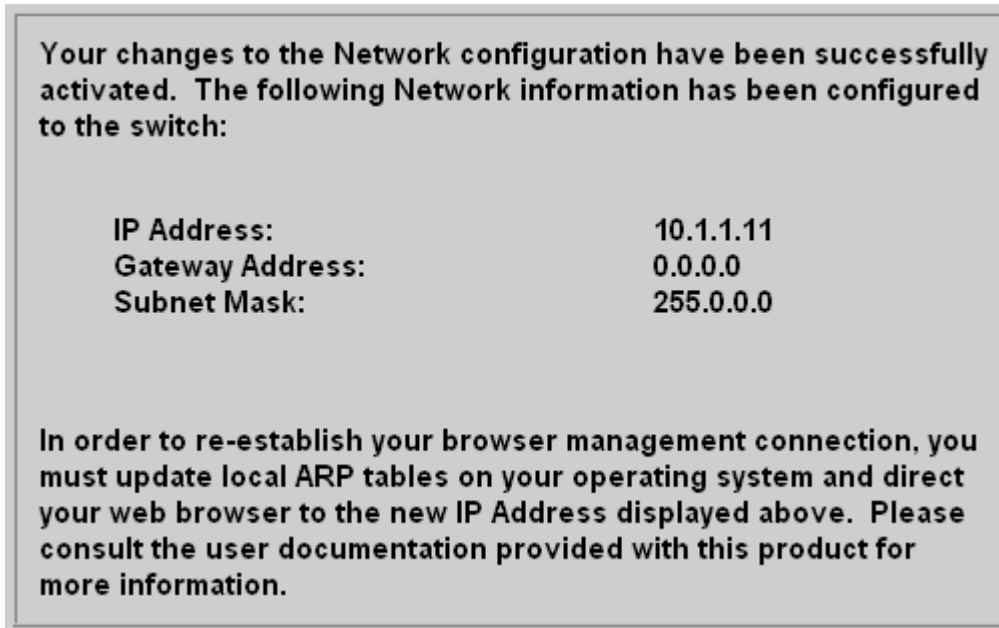 Your changes to the Network configuration have been successfully
activated.  The following Network information has been configured
to the switch:
IP Address: 10.1.1.11
Gateway Address: 0.0.0.0
Subnet Mask: 255.0.0.0
In order to re-establish your browser management connection, you
must update local ARP tables on your operating system and direct
your web browser to the new IP Address displayed above.  Please
consult the user documentation provided with this product for
more information.